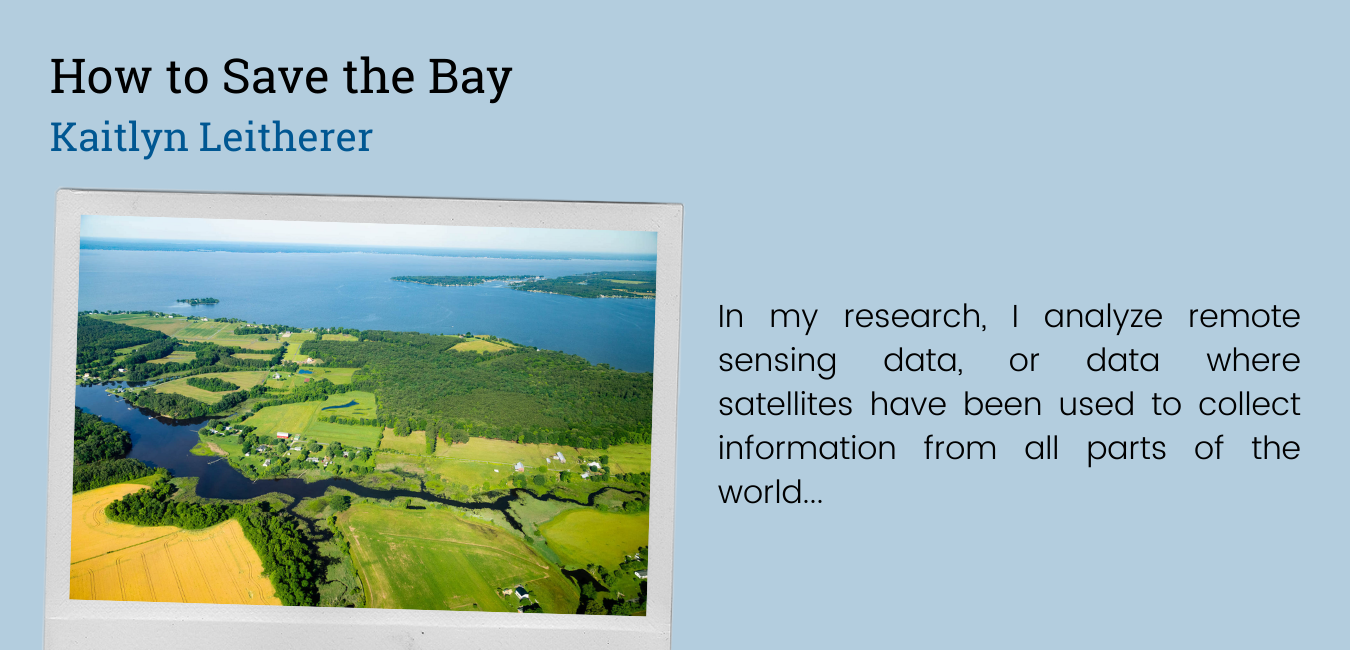 How to Save the Bay
Kaitlyn Leitherer
In my research, I analyze remote
sensing data, or data where
satellites have been used to collect
information from all parts of the
world...